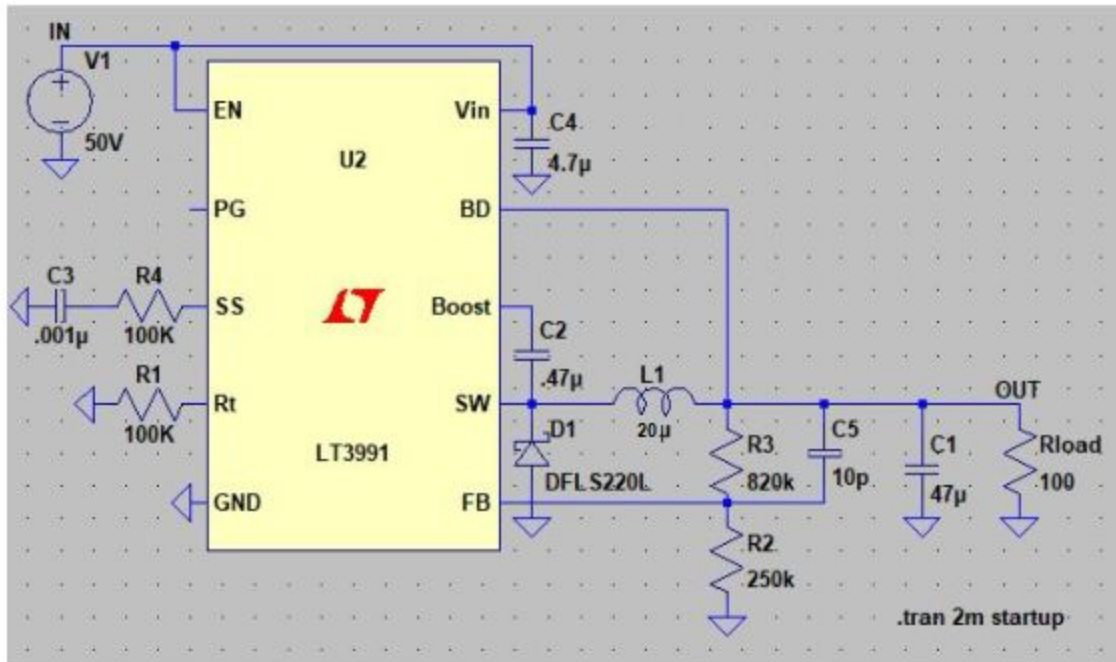 IN
V1
50V
EN
Vin
C4
4.7µ
U2
PG
BD
C3
R4
SS
Boost
.001µ
100K
C2
.47µ
R1
Rt
SW
L1
OUT
100K
20µ
D1
R3
C5
C1
Rload
LT3991
DFLS220L
820k
10p
47µ
100
GND
FB
R2
250k
.tran 2m startup